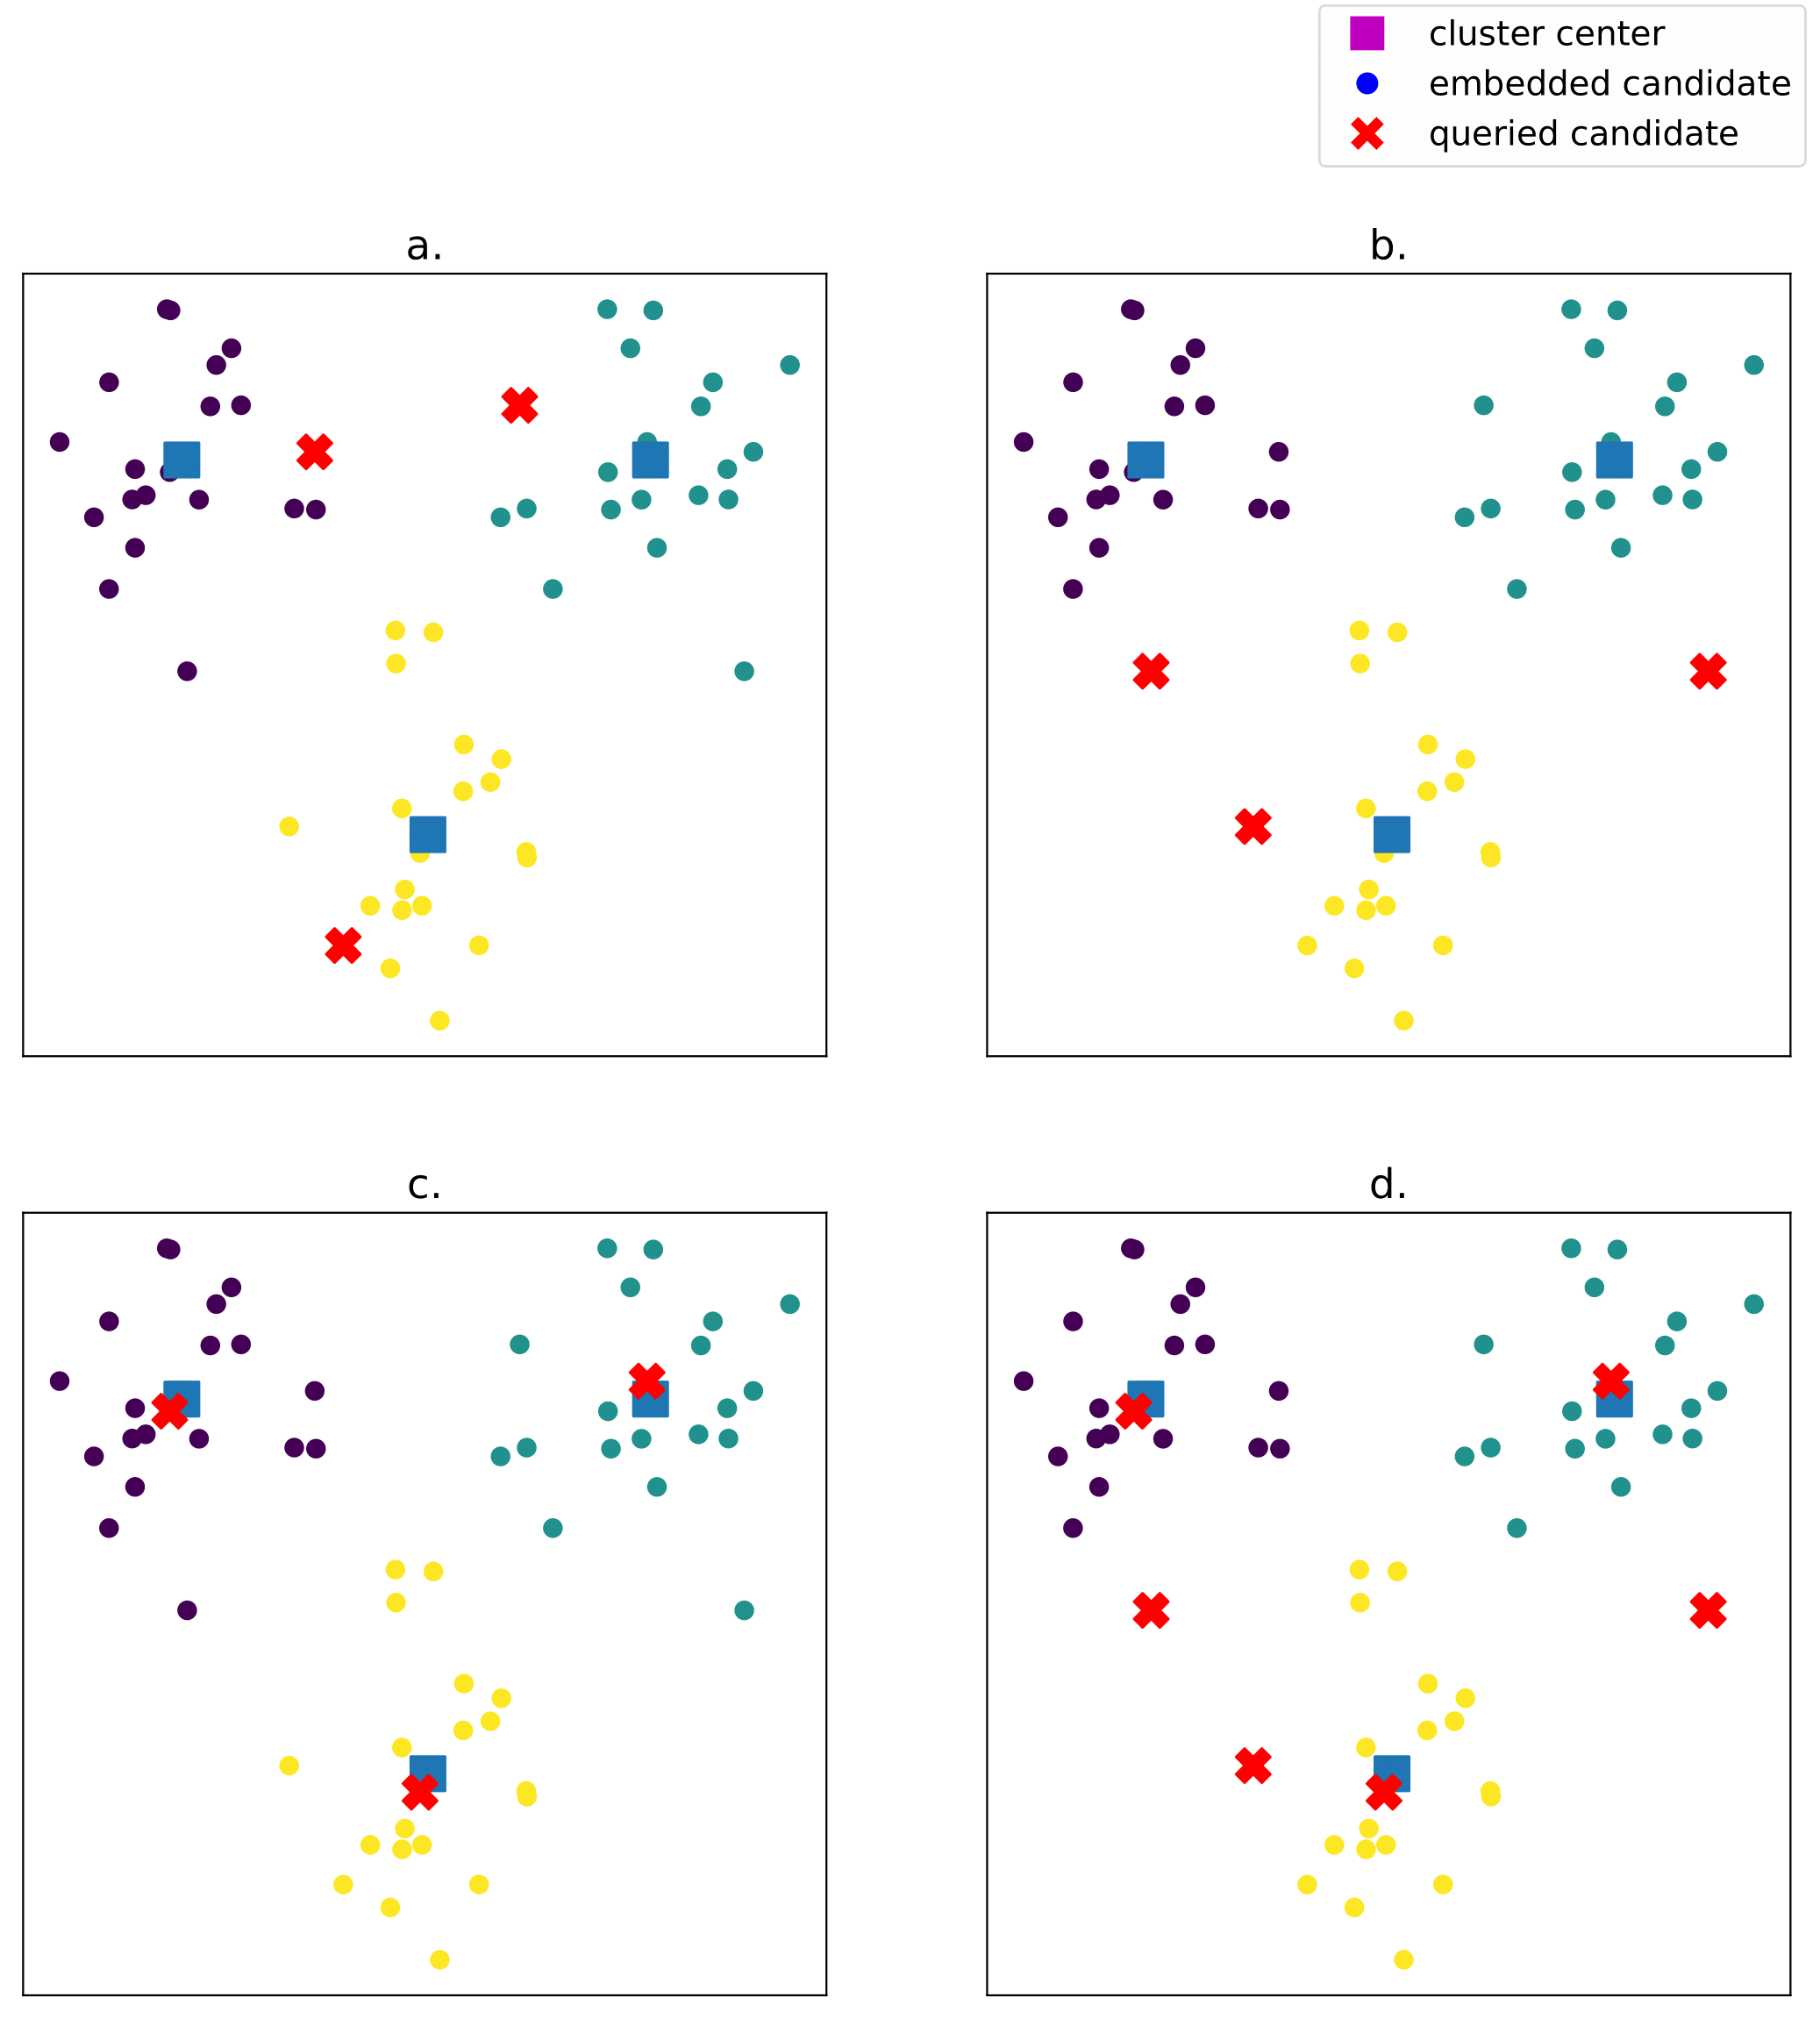 cluster center
embedded candidate
queried candidate
a.
b.
c.
d.